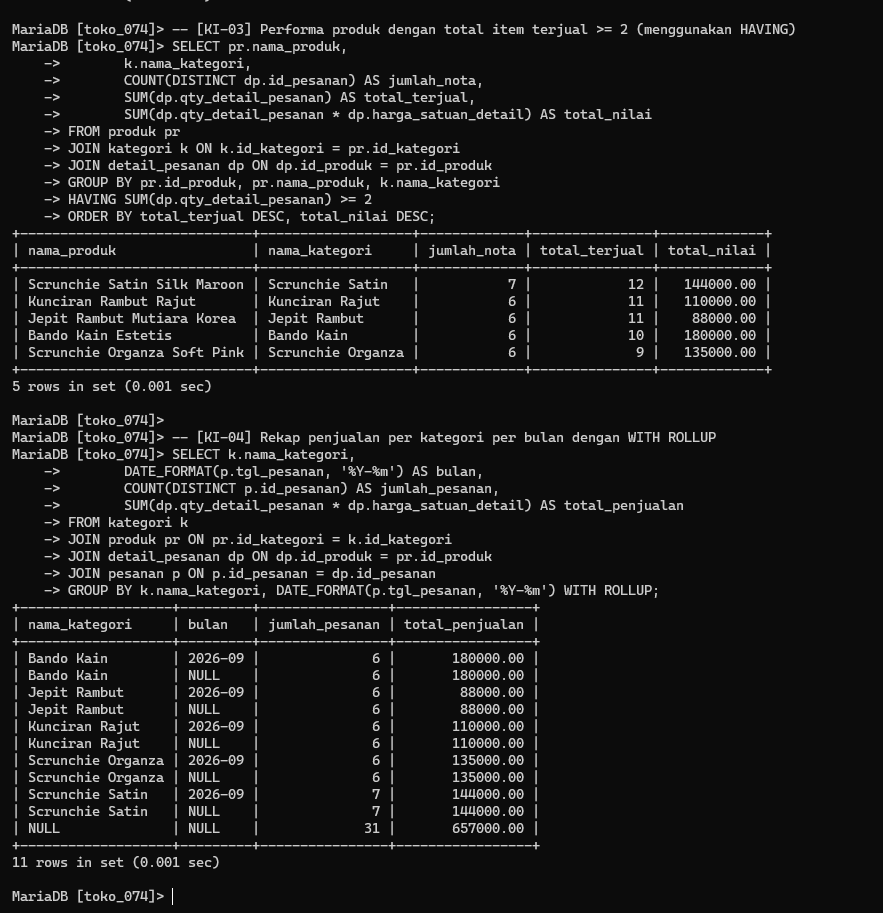 MariaDB [toko_074]> -- [KI-03] Performa produk dengan total item terjual >= 2 (menggunakan HAVING)
MariaDB [toko_074]> SELECT pr.nama_produk,
    ->        k.nama_kategori,
    ->        COUNT(DISTINCT dp.id_pesanan) AS jumlah_nota,
    ->        SUM(dp.qty_detail_pesanan) AS total_terjual,
    ->        SUM(dp.qty_detail_pesanan * dp.harga_satuan_detail) AS total_nilai
    -> FROM produk pr
    -> JOIN kategori k ON k.id_kategori = pr.id_kategori
    -> JOIN detail_pesanan dp ON dp.id_produk = pr.id_produk
    -> GROUP BY pr.id_produk, pr.nama_produk, k.nama_kategori
    -> HAVING SUM(dp.qty_detail_pesanan) >= 2
    -> ORDER BY total_terjual DESC, total_nilai DESC;
+----------------------------+-------------------+-------------+---------------+-------------+
| nama_produk                | nama_kategori     | jumlah_nota | total_terjual | total_nilai |
+----------------------------+-------------------+-------------+---------------+-------------+
| Scrunchie Satin Silk Maroon | Scrunchie Satin   |           7 |            12 |   144000.00 |
| Kunciran Rambut Rajut      | Kunciran Rajut    |           6 |            11 |   110000.00 |
| Jepit Rambut Mutiara Korea | Jepit Rambut      |           6 |            11 |    88000.00 |
| Bando Kain Estetis         | Bando Kain        |           6 |            10 |   180000.00 |
| Scrunchie Organza Soft Pink | Scrunchie Organza |           6 |             9 |   135000.00 |
+----------------------------+-------------------+-------------+---------------+-------------+
5 rows in set (0.001 sec)

MariaDB [toko_074]>
MariaDB [toko_074]> -- [KI-04] Rekap penjualan per kategori per bulan dengan WITH ROLLUP
MariaDB [toko_074]> SELECT k.nama_kategori,
    ->        DATE_FORMAT(p.tgl_pesanan, '%Y-%m') AS bulan,
    ->        COUNT(DISTINCT p.id_pesanan) AS jumlah_pesanan,
    ->        SUM(dp.qty_detail_pesanan * dp.harga_satuan_detail) AS total_penjualan
    -> FROM kategori k
    -> JOIN produk pr ON pr.id_kategori = k.id_kategori
    -> JOIN detail_pesanan dp ON dp.id_produk = pr.id_produk
    -> JOIN pesanan p ON p.id_pesanan = dp.id_pesanan
    -> GROUP BY k.nama_kategori, DATE_FORMAT(p.tgl_pesanan, '%Y-%m') WITH ROLLUP;
+-------------------+---------+----------------+-----------------+
| nama_kategori     | bulan   | jumlah_pesanan | total_penjualan |
+-------------------+---------+----------------+-----------------+
| Bando Kain        | 2026-09 |              6 |       180000.00 |
| Bando Kain        | NULL    |              6 |       180000.00 |
| Jepit Rambut      | 2026-09 |              6 |        88000.00 |
| Jepit Rambut      | NULL    |              6 |        88000.00 |
| Kunciran Rajut    | 2026-09 |              6 |       110000.00 |
| Kunciran Rajut    | NULL    |              6 |       110000.00 |
| Scrunchie Organza | 2026-09 |              6 |       135000.00 |
| Scrunchie Organza | NULL    |              6 |       135000.00 |
| Scrunchie Satin   | 2026-09 |              7 |       144000.00 |
| Scrunchie Satin   | NULL    |              7 |       144000.00 |
| NULL              | NULL    |             31 |       657000.00 |
+-------------------+---------+----------------+-----------------+
11 rows in set (0.001 sec)

MariaDB [toko_074]>